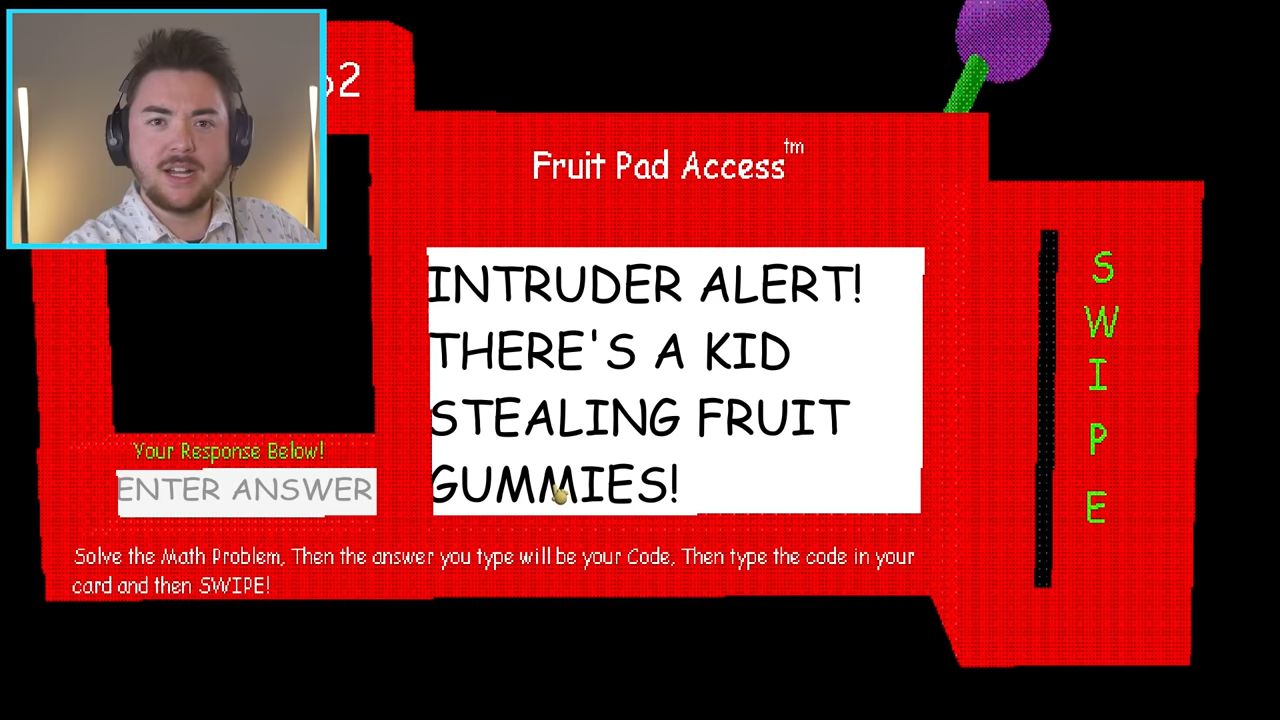 2
Fruit Pad Access™
INTRUDER ALERT!
THERE'S A KID
STEALING FRUIT
GUMMIES!
S
W
I
P
E
Your Response Below!
ENTER ANSWER
Solve the Math Problem, Then the answer you type will be your Code, Then type the code in your
card and then SWIPE!